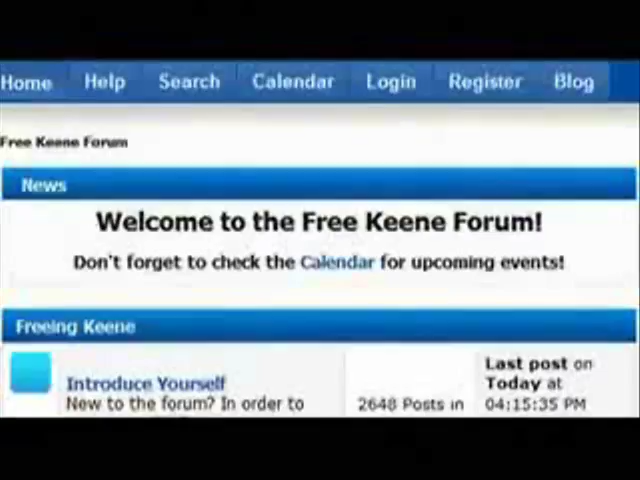 Home Help Search Calendar Login Register Blog
Free Keene Forum
News
Welcome to the Free Keene Forum!
Don't forget to check the Calendar for upcoming events!
Freeing Keene
Introduce Yourself
New to the forum? In order to
2648 Posts in
Last post on
Today at
04:15:35 PM